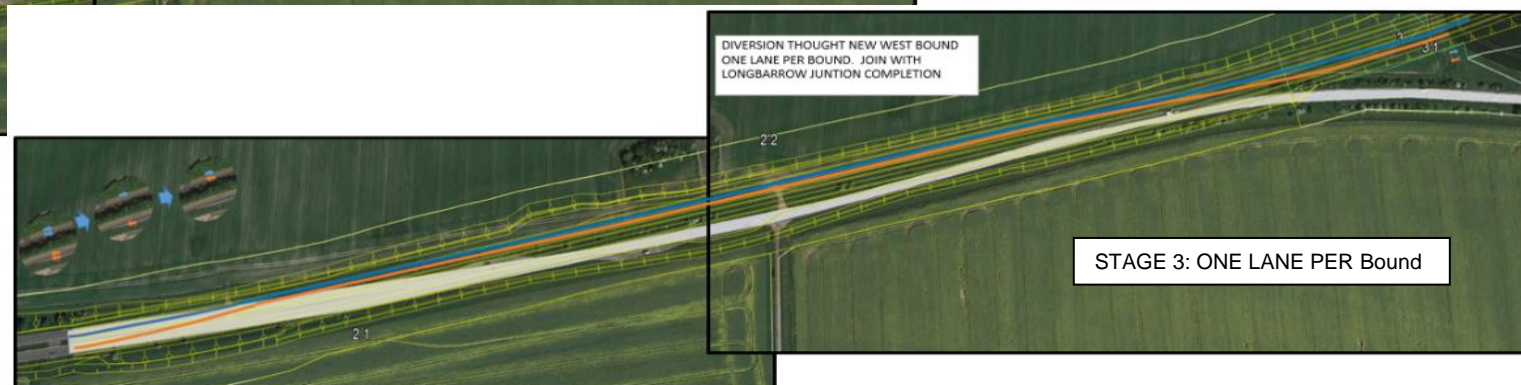 DIVERSION THOUGHT NEW WEST BOUND
ONE LANE PER BOUND. JOIN WITH
LONGBARROW JUNTION COMPLETION
3
3.1
2.2
STAGE 3: ONE LANE PER Bound
2.1